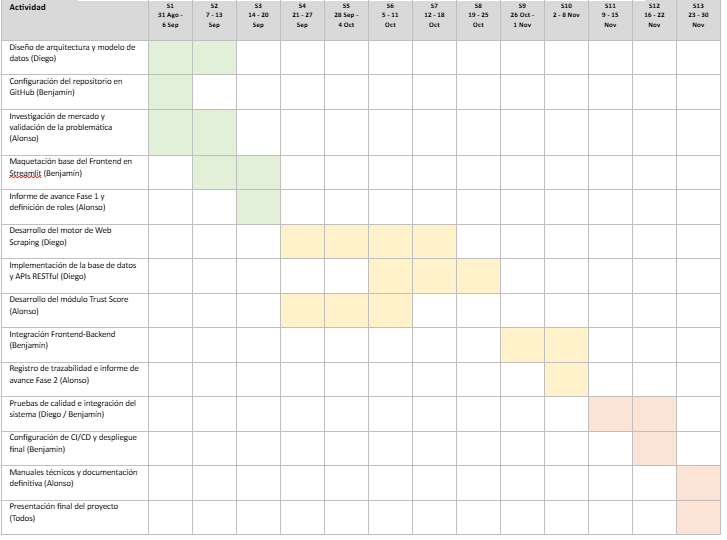 Actividad
S1
31 Ago -
6 Sep
S2
7 - 13
Sep
S3
14 - 20
Sep
S4
21 - 27
Sep
S5
28 Sep -
4 Oct
S6
5 - 11
Oct
S7
12 - 18
Oct
S8
19 - 25
Oct
S9
26 Oct -
1 Nov
S10
2 - 8 Nov
S11
9 - 15
Nov
S12
16 - 22
Nov
S13
23 - 30
Nov
Diseño de arquitectura y modelo de
datos (Diego)
Configuración del repositorio en
GitHub (Benjamín)
Investigación de mercado y
validación de la problemática
(Alonso)
Maquetación base del Frontend en
Streamlit (Benjamín)
Informe de avance Fase 1 y
definición de roles (Alonso)
Desarrollo del motor de Web
Scraping (Diego)
Implementación de la base de datos
y APIs RESTful (Diego)
Desarrollo del módulo Trust Score
(Alonso)
Integración Frontend-Backend
(Benjamín)
Registro de trazabilidad e informe de
avance Fase 2 (Alonso)
Pruebas de calidad e integración del
sistema (Diego / Benjamín)
Configuración de CI/CD y despliegue
final (Benjamín)
Manuales técnicos y documentación
definitiva (Alonso)
Presentación final del proyecto
(Todos)